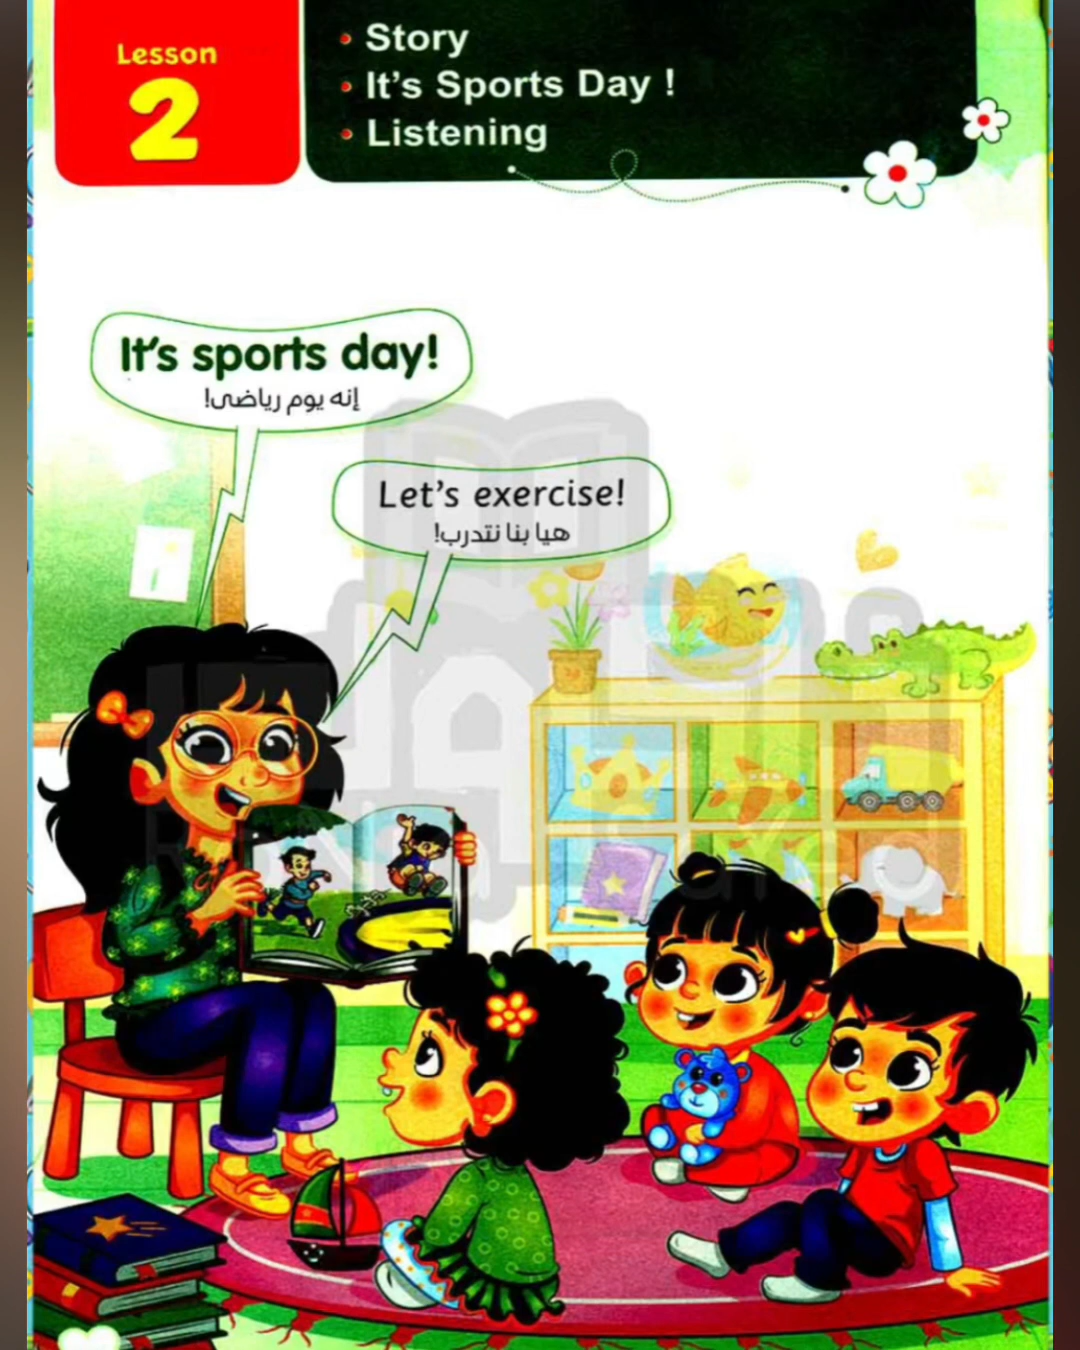 Lesson
2
• Story
• It's Sports Day !
• Listening
It's sports day!
إنه يوم رياضى!
Let's exercise!
هيا بنا نتدرب!